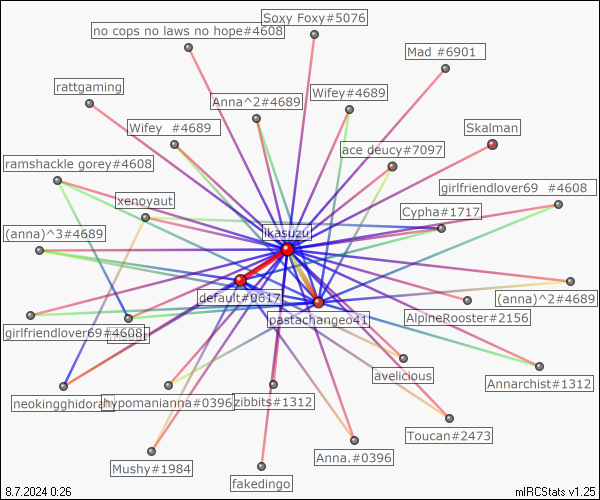 Soxy Foxy#5076
no cops no laws no hope#4608
Mad #6901
rattgaming
Anna^2#4689
Wifey#4689
Wifey #4689
Skalman
ace deucy#7097
ramshackle gorey#4608
girlfriendlover69 #4608
xenoyaut
Cypha#1717
(anna)^3#4689
ikasuzu
default#0617
(anna)^2#4689
pastachangeo41
AlpineRooster#2156
girlfriendlover69#4608
avelicious
Annarchist#1312
neokingghidorah
hypomanianna#0396
zibbits#1312
Toucan#2473
Anna.#0396
Mushy#1984
fakedingo
8.7.2024 0:26
mIRCStats v1.25